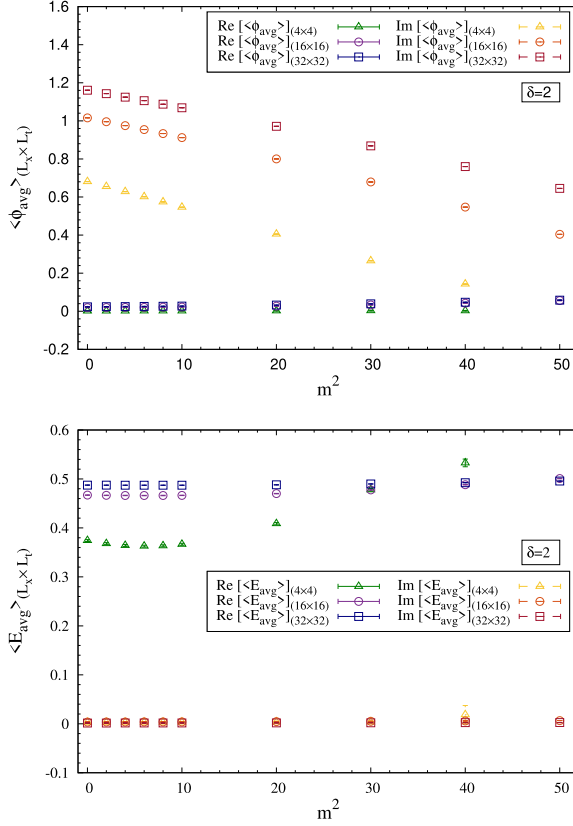 1.6
1.4
1.2
1
0.8
0.6
0.4
0.2
0
-0.2
<ϕavg>(Lx × Lt)
Re [<ϕavg>](4×4) Im [<ϕavg>](4×4)
Re [<ϕavg>](16×16) Im [<ϕavg>](16×16)
Re [<ϕavg>](32×32) Im [<ϕavg>](32×32)
δ=2
0 10 20 30 40 50
m²
0.6
0.5
0.4
0.3
0.2
0.1
0
-0.1
<Eavg>(Lx × Lt)
δ=2
Re [<Eavg>](4×4) Im [<Eavg>](4×4)
Re [<Eavg>](16×16) Im [<Eavg>](16×16)
Re [<Eavg>](32×32) Im [<Eavg>](32×32)
0 10 20 30 40 50
m²